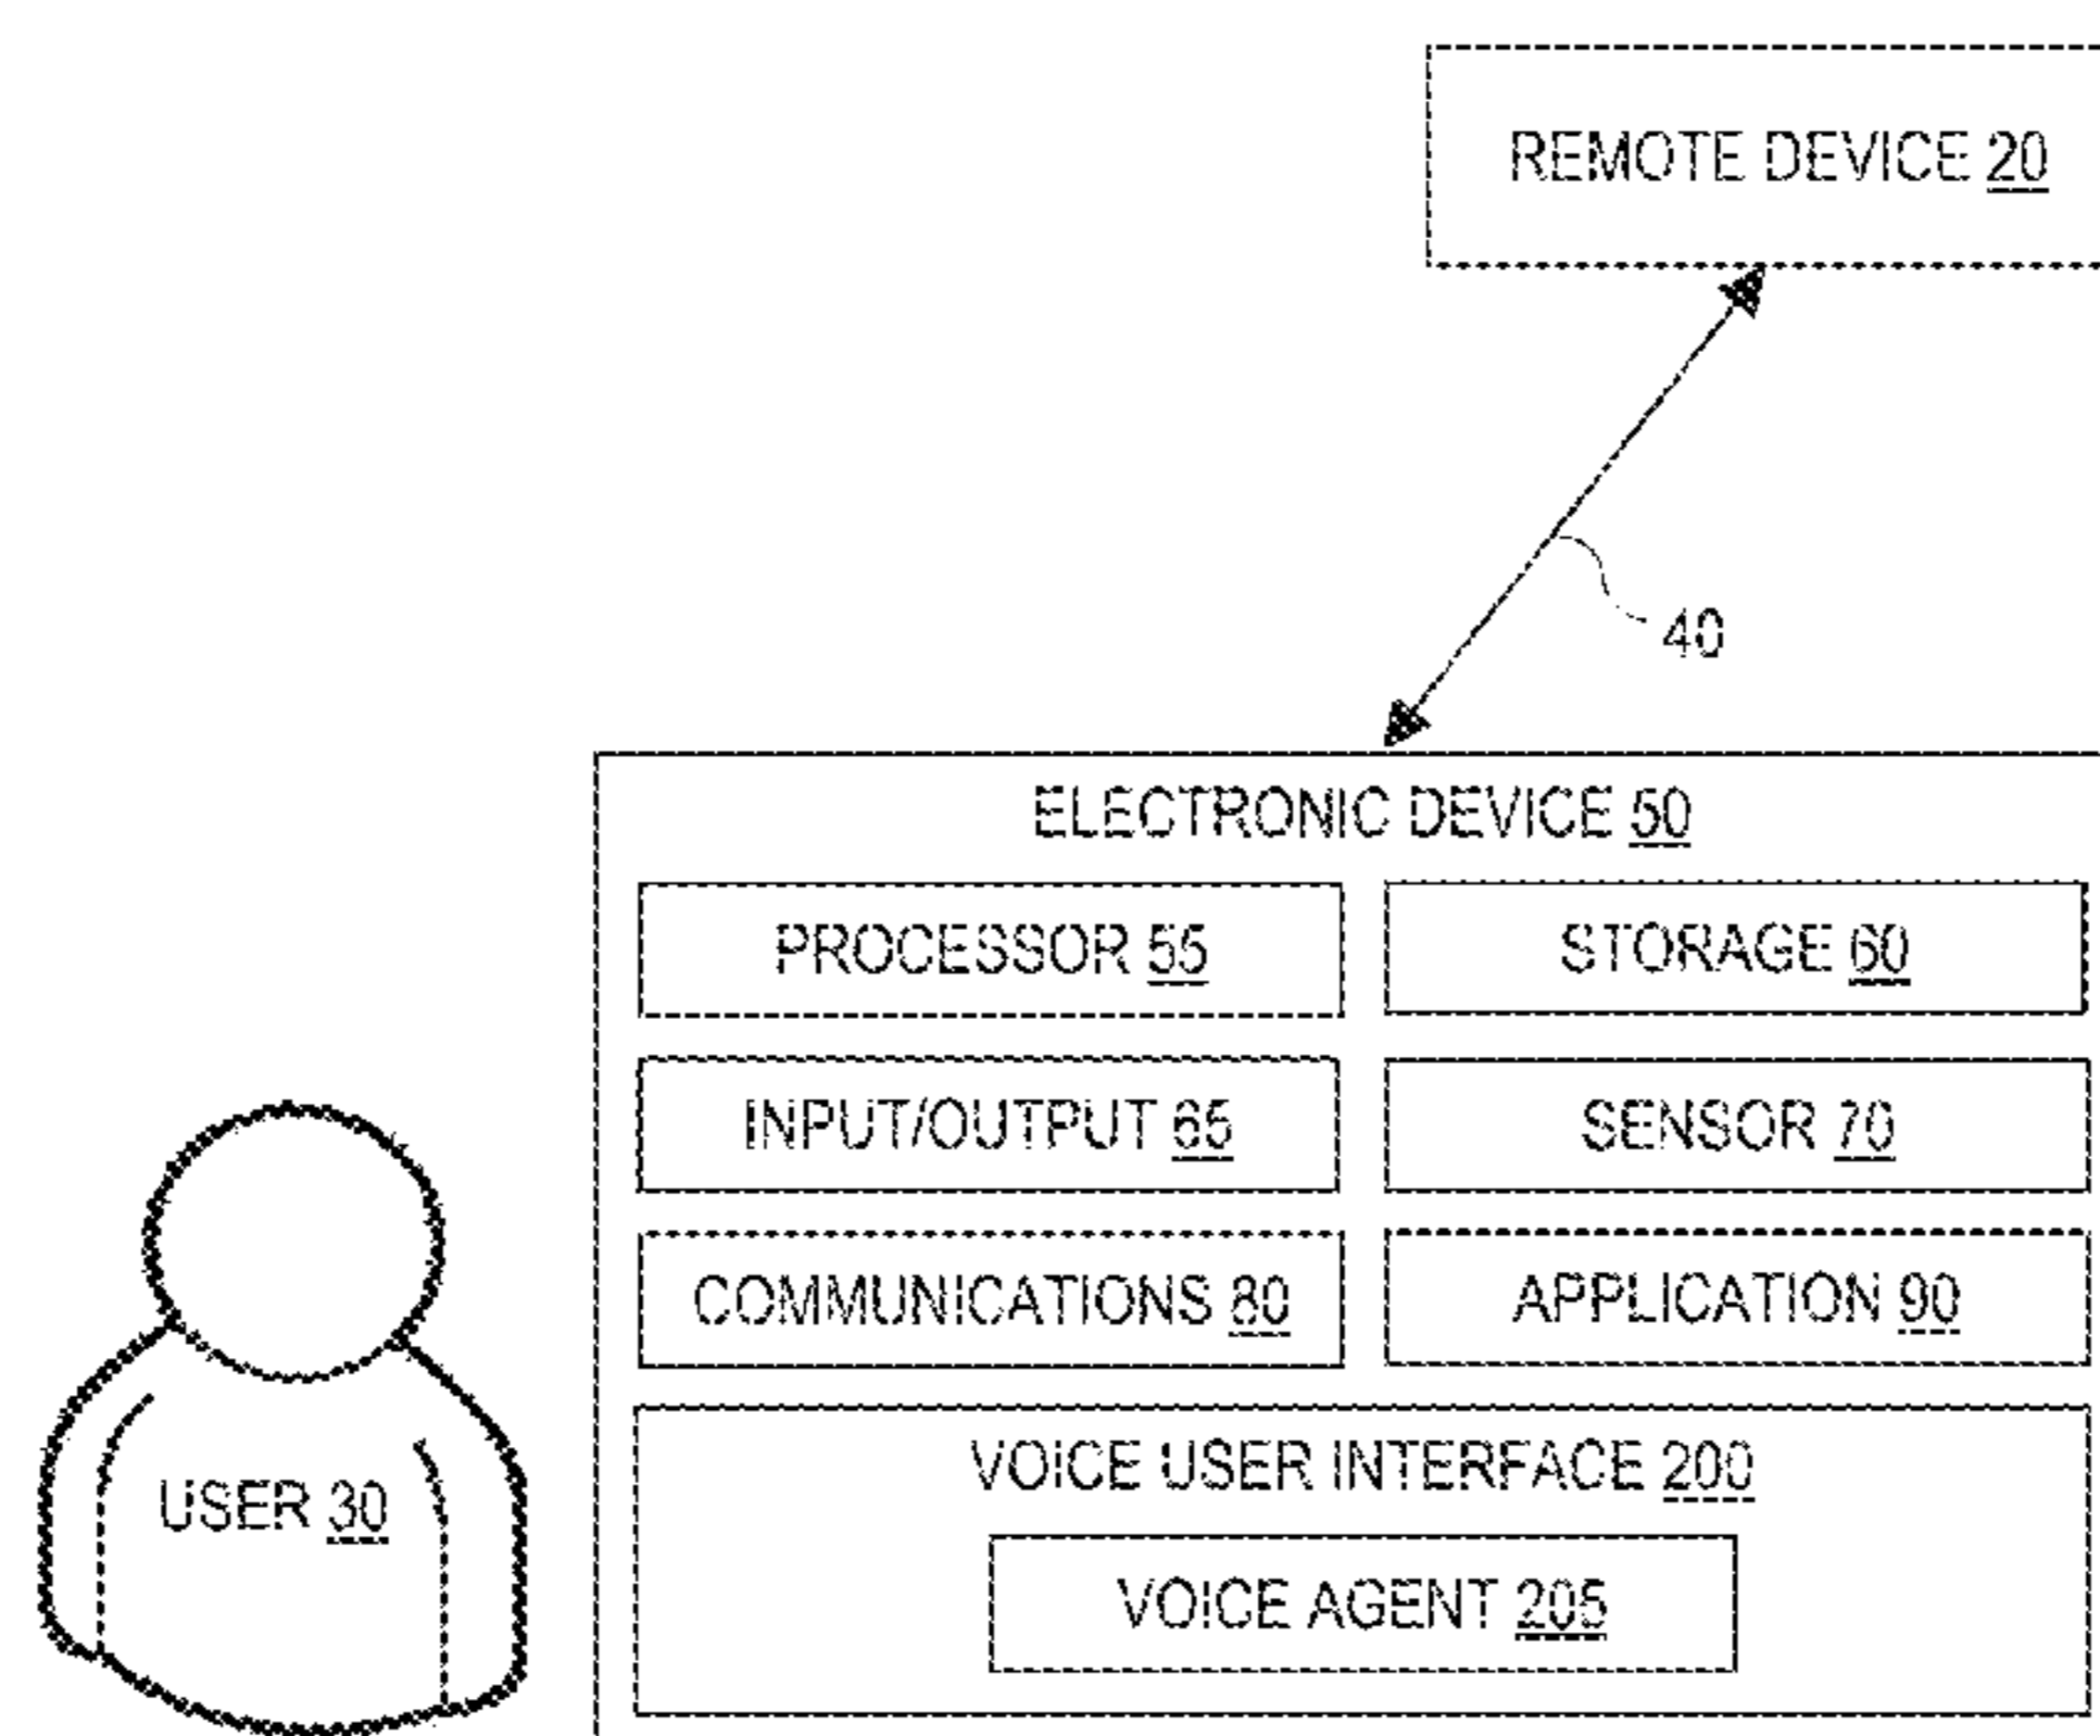 REMOTE DEVICE 20
40
ELECTRONIC DEVICE 50
PROCESSOR 55
STORAGE 60
INPUT/OUTPUT 65
SENSOR 70
COMMUNICATIONS 80
APPLICATION 90
VOICE USER INTERFACE 200
USER 30
VOICE AGENT 205